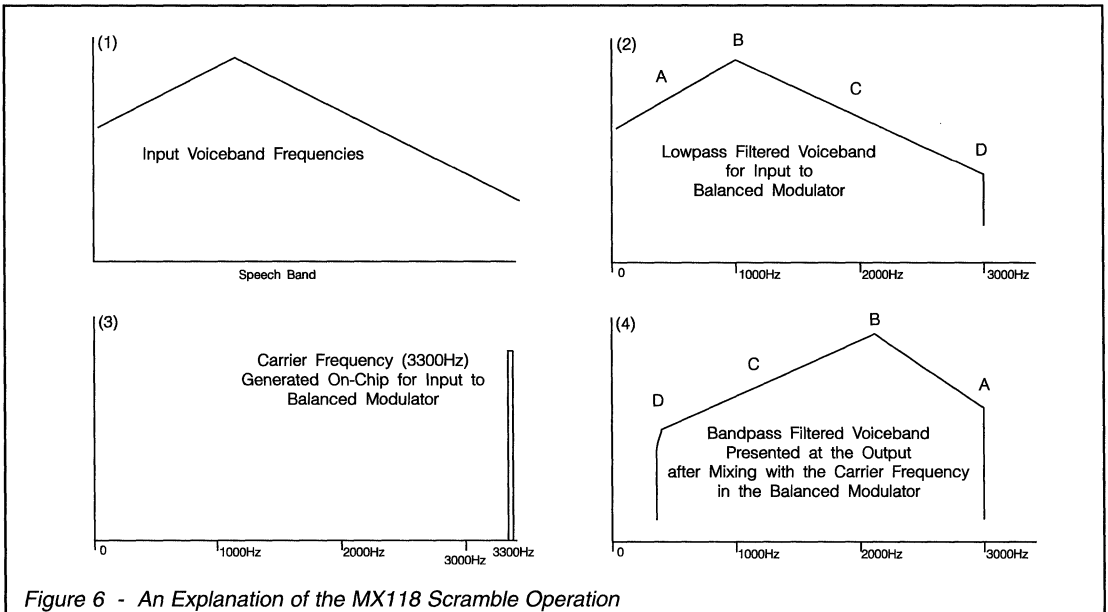 (1)
Input Voiceband Frequencies
Speech Band
(2)
A
B
C
D
Lowpass Filtered Voiceband
for Input to
Balanced Modulator
0
1000Hz
2000Hz
3000Hz
(3)
Carrier Frequency (3300Hz)
Generated On-Chip for Input to
Balanced Modulator
0
1000Hz
2000Hz
3000Hz
3300Hz
(4)
D
C
B
A
Bandpass Filtered Voiceband
Presented at the Output
after Mixing with the Carrier Frequency
in the Balanced Modulator
0
1000Hz
2000Hz
3000Hz
Figure 6 - An Explanation of the MX118 Scramble Operation